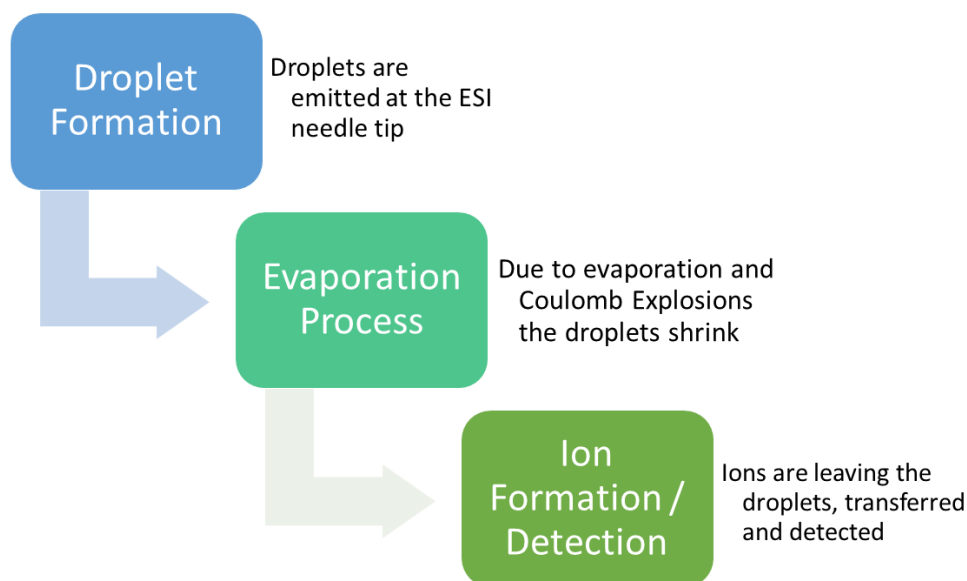 Droplet
Formation
Droplets are
emitted at the ESI
needle tip
Evaporation
Process
Due to evaporation and
Coulomb Explosions
the droplets shrink
Ion
Formation /
Detection
Ions are leaving the
droplets, transferred
and detected